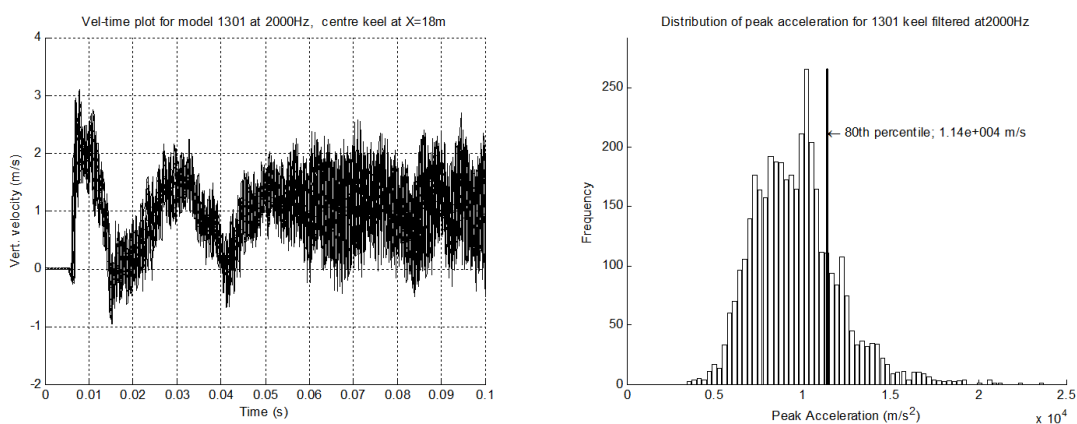 Vel-time plot for model 1301 at 2000Hz, centre keel at X=18m
4
3
2
1
0
-1
-2
Vert. velocity (m/s)
0 0.01 0.02 0.03 0.04 0.05 0.06 0.07 0.08 0.09 0.1
Time (s)
Distribution of peak acceleration for 1301 keel filtered at2000Hz
250
200
150
100
50
0
Frequency
← 80th percentile; 1.14e+004 m/s
0 0.5 1 1.5 2 2.5
Peak Acceleration (m/s²)
x 10⁴